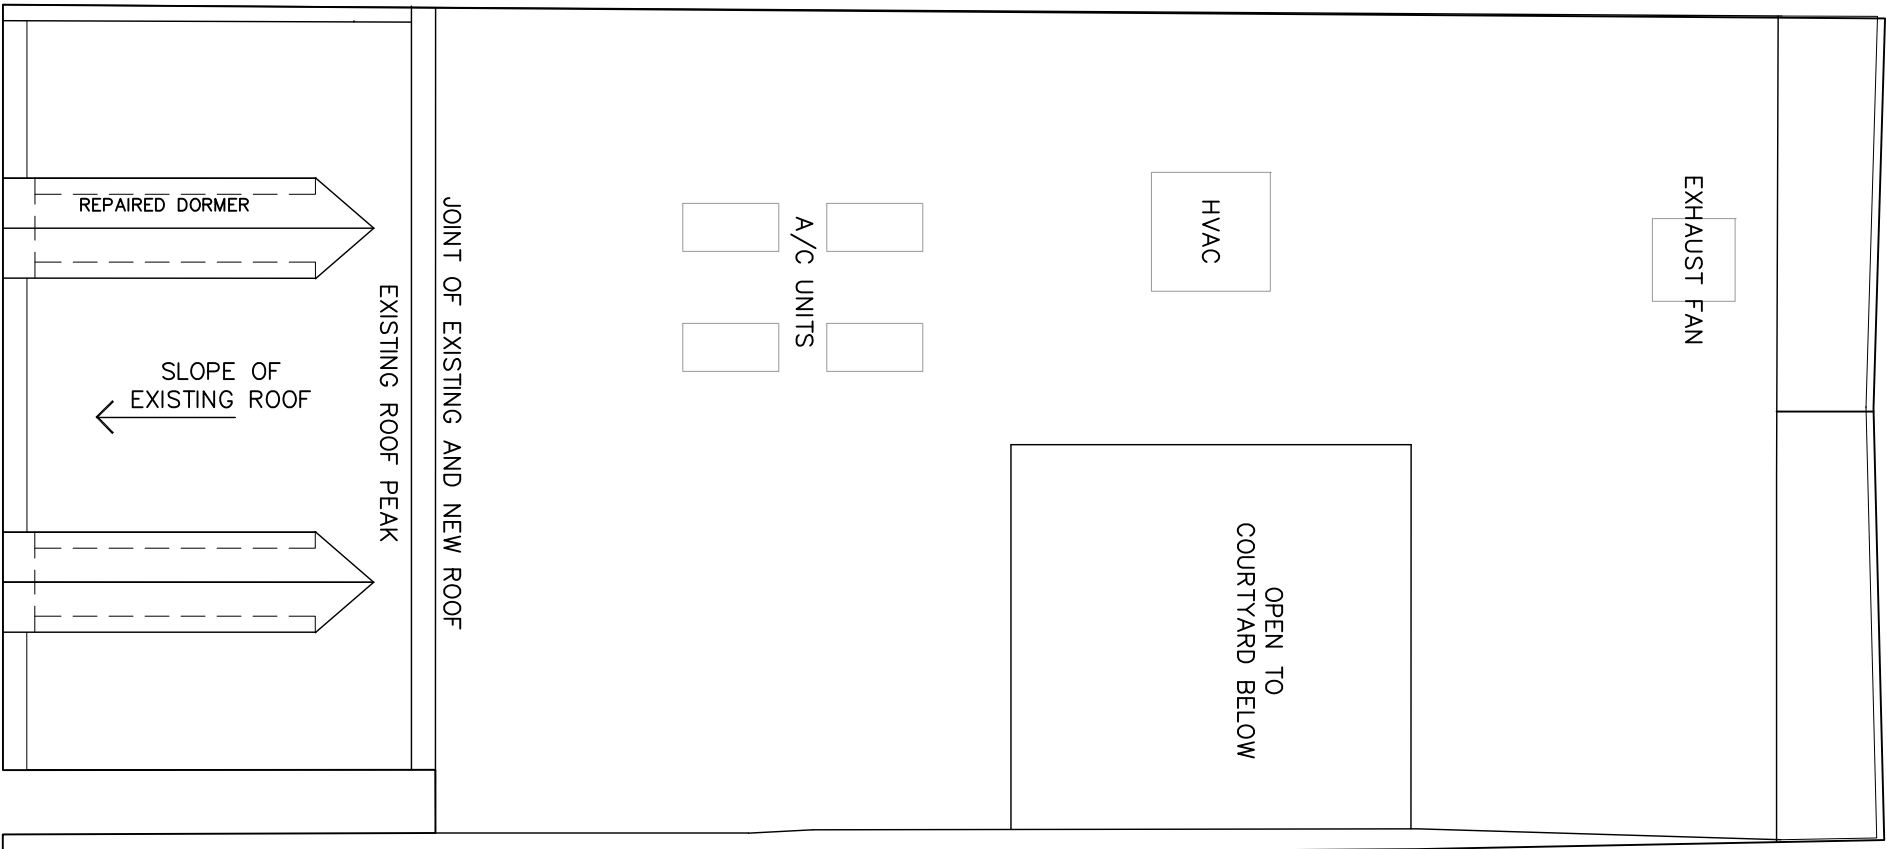 REPAIRED DORMER
SLOPE OF
EXISTING ROOF
EXISTING ROOF PEAK
JOINT OF EXISTING AND NEW ROOF
A/C UNITS
HVAC
OPEN TO
COURTYARD BELOW
EXHAUST FAN